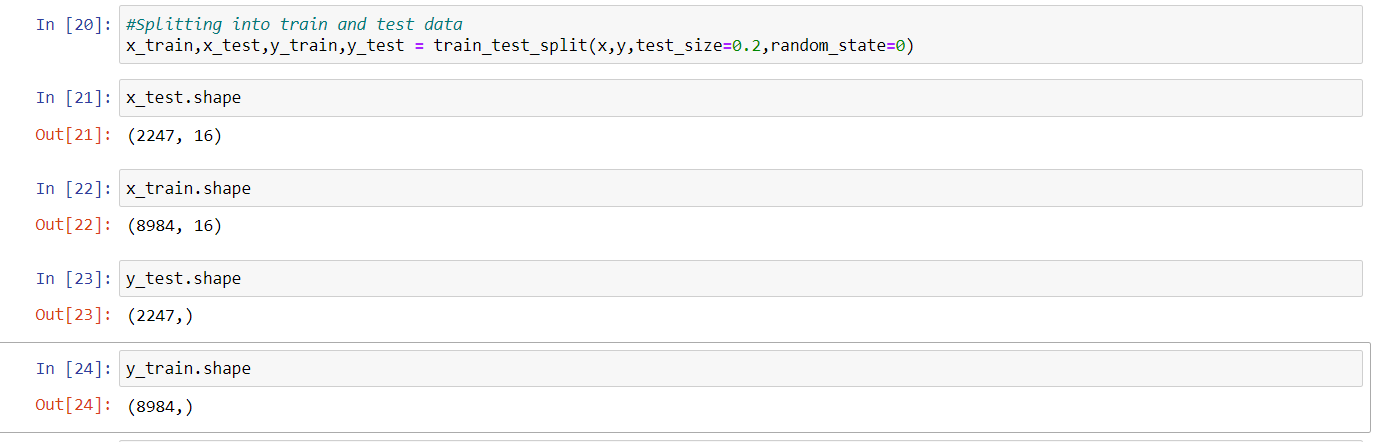 In [20]: #Splitting into train and test data
x_train,x_test,y_train,y_test = train_test_split(x,y,test_size=0.2,random_state=0)
In [21]: x_test.shape
Out[21]: (2247, 16)
In [22]: x_train.shape
Out[22]: (8984, 16)
In [23]: y_test.shape
Out[23]: (2247,)
In [24]: y_train.shape
Out[24]: (8984,)